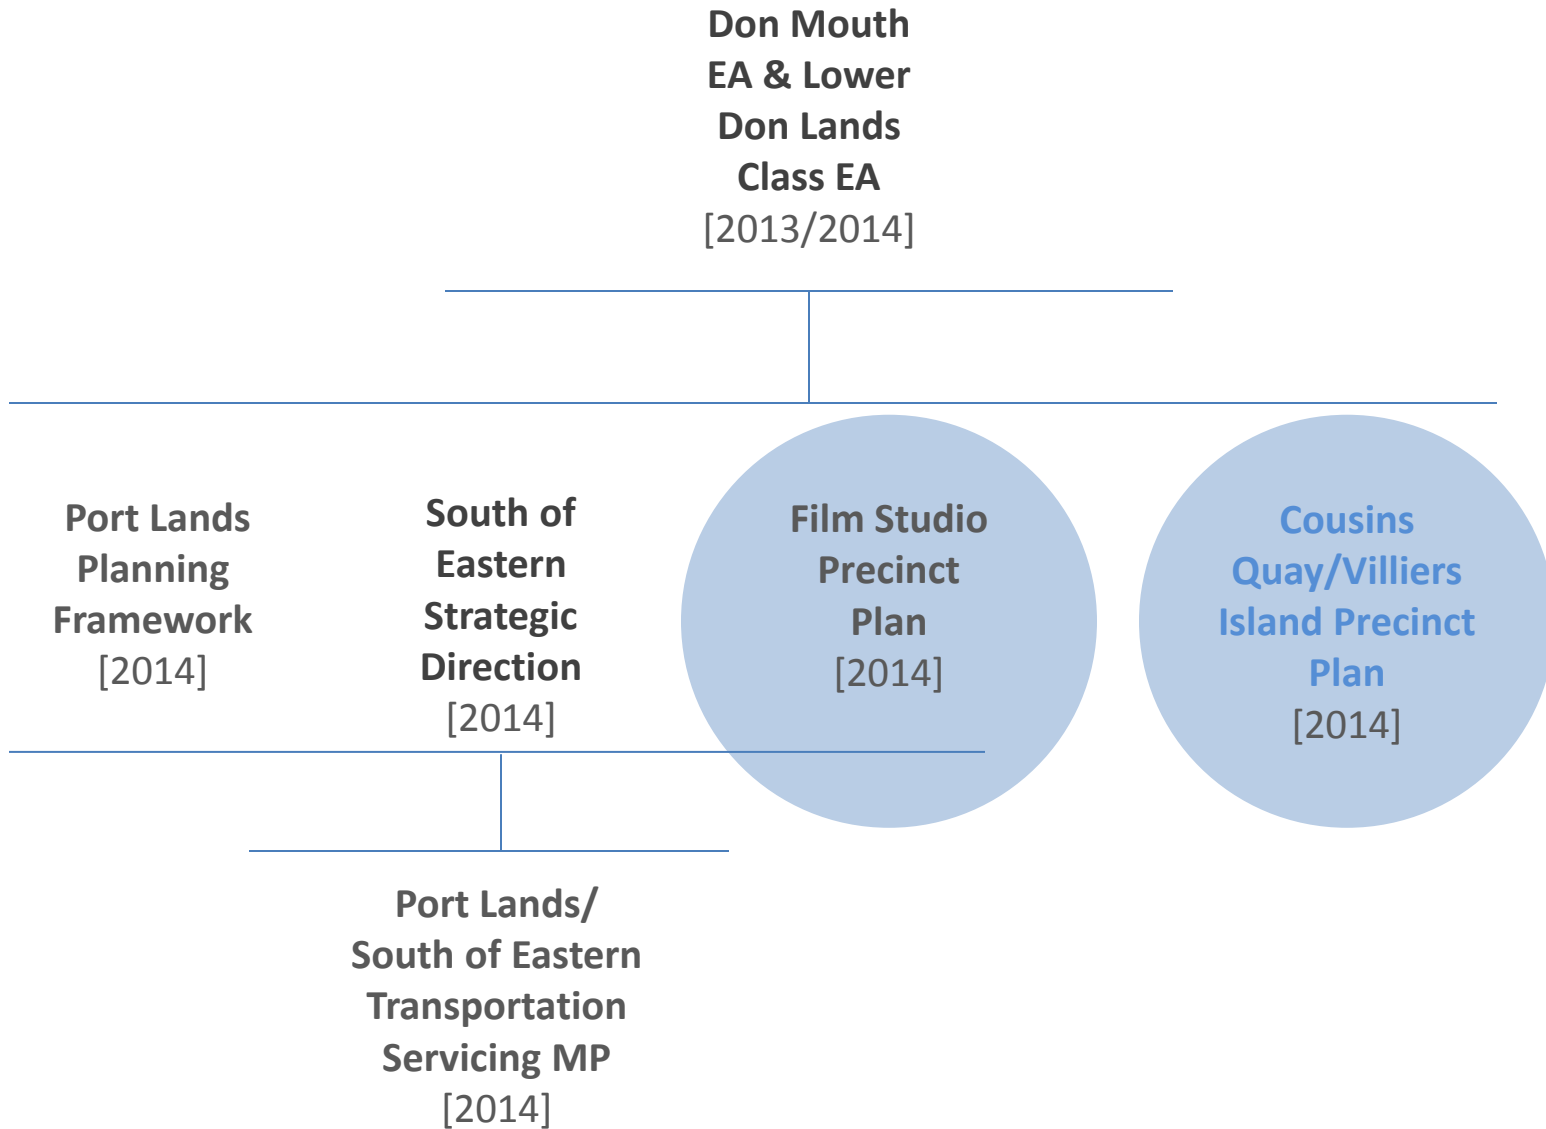 Don Mouth
EA & Lower
Don Lands
Class EA
[2013/2014]
Port Lands
Planning
Framework
[2014]
South of
Eastern
Strategic
Direction
[2014]
Film Studio
Precinct
Plan
[2014]
Cousins
Quay/Villiers
Island Precinct
Plan
[2014]
Port Lands/
South of Eastern
Transportation
Servicing MP
[2014]